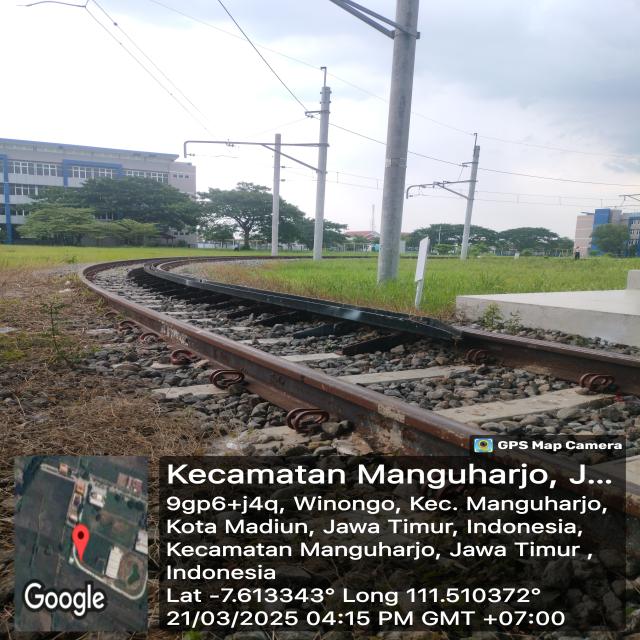 GPS Map Camera
Kecamatan Manguharjo, J...
9gp6+j4q, Winongo, Kec. Manguharjo,
Kota Madiun, Jawa Timur, Indonesia,
Kecamatan Manguharjo, Jawa Timur ,
Indonesia
Lat -7.613343° Long 111.510372°
21/03/2025 04:15 PM GMT +07:00
Google